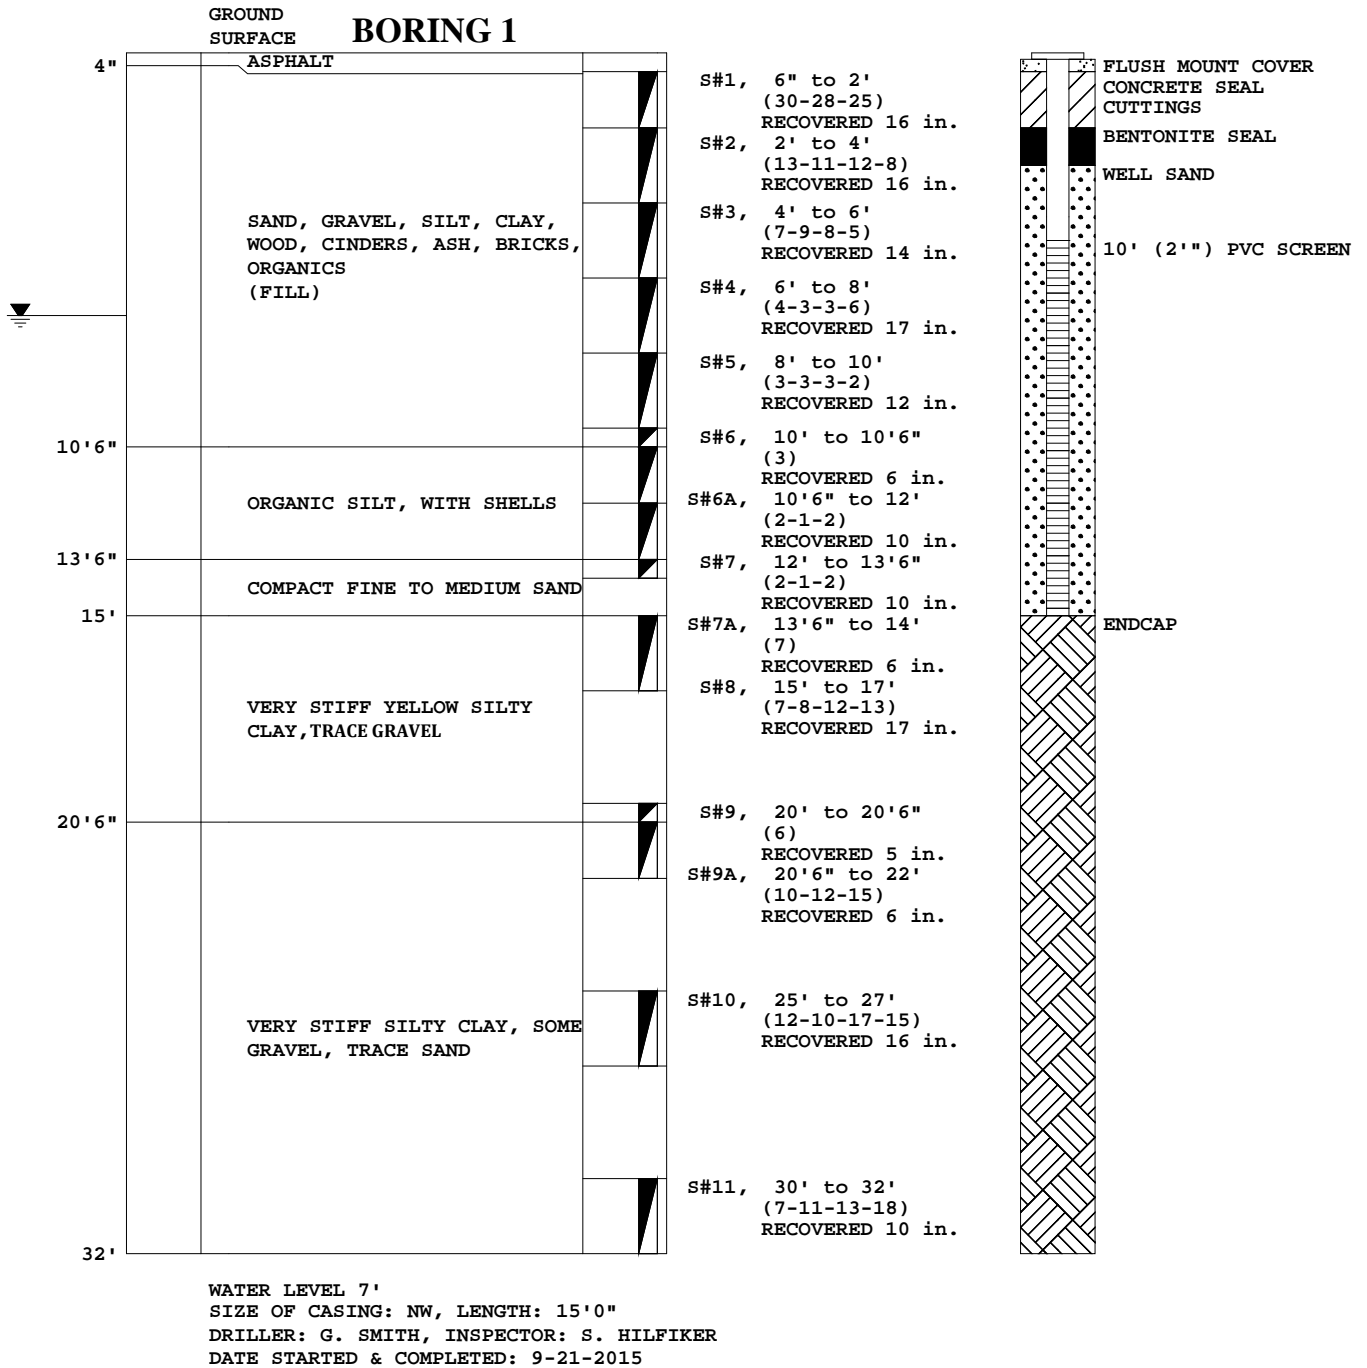 GROUND
SURFACE
BORING 1
4"
ASPHALT
SAND, GRAVEL, SILT, CLAY,
WOOD, CINDERS, ASH, BRICKS,
ORGANICS
(FILL)
10'6"
ORGANIC SILT, WITH SHELLS
13'6"
COMPACT FINE TO MEDIUM SAND
15'
VERY STIFF YELLOW SILTY
CLAY, TRACE GRAVEL
20'6"
VERY STIFF SILTY CLAY, SOME
GRAVEL, TRACE SAND
32'
S#1, 6" to 2'
(30-28-25)
RECOVERED 16 in.
S#2, 2' to 4'
(13-11-12-8)
RECOVERED 16 in.
S#3, 4' to 6'
(7-9-8-5)
RECOVERED 14 in.
S#4, 6' to 8'
(4-3-3-6)
RECOVERED 17 in.
S#5, 8' to 10'
(3-3-3-2)
RECOVERED 12 in.
S#6, 10' to 10'6"
(3)
RECOVERED 6 in.
S#6A, 10'6" to 12'
(2-1-2)
RECOVERED 10 in.
S#7, 12' to 13'6"
(2-1-2)
RECOVERED 10 in.
S#7A, 13'6" to 14'
(7)
RECOVERED 6 in.
S#8, 15' to 17'
(7-8-12-13)
RECOVERED 17 in.
S#9, 20' to 20'6"
(6)
RECOVERED 5 in.
S#9A, 20'6" to 22'
(10-12-15)
RECOVERED 6 in.
S#10, 25' to 27'
(12-10-17-15)
RECOVERED 16 in.
S#11, 30' to 32'
(7-11-13-18)
RECOVERED 10 in.
FLUSH MOUNT COVER
CONCRETE SEAL
CUTTINGS
BENTONITE SEAL
WELL SAND
10' (2'") PVC SCREEN
ENDCAP
WATER LEVEL 7'
SIZE OF CASING: NW, LENGTH: 15'0"
DRILLER: G. SMITH, INSPECTOR: S. HILFIKER
DATE STARTED & COMPLETED: 9-21-2015